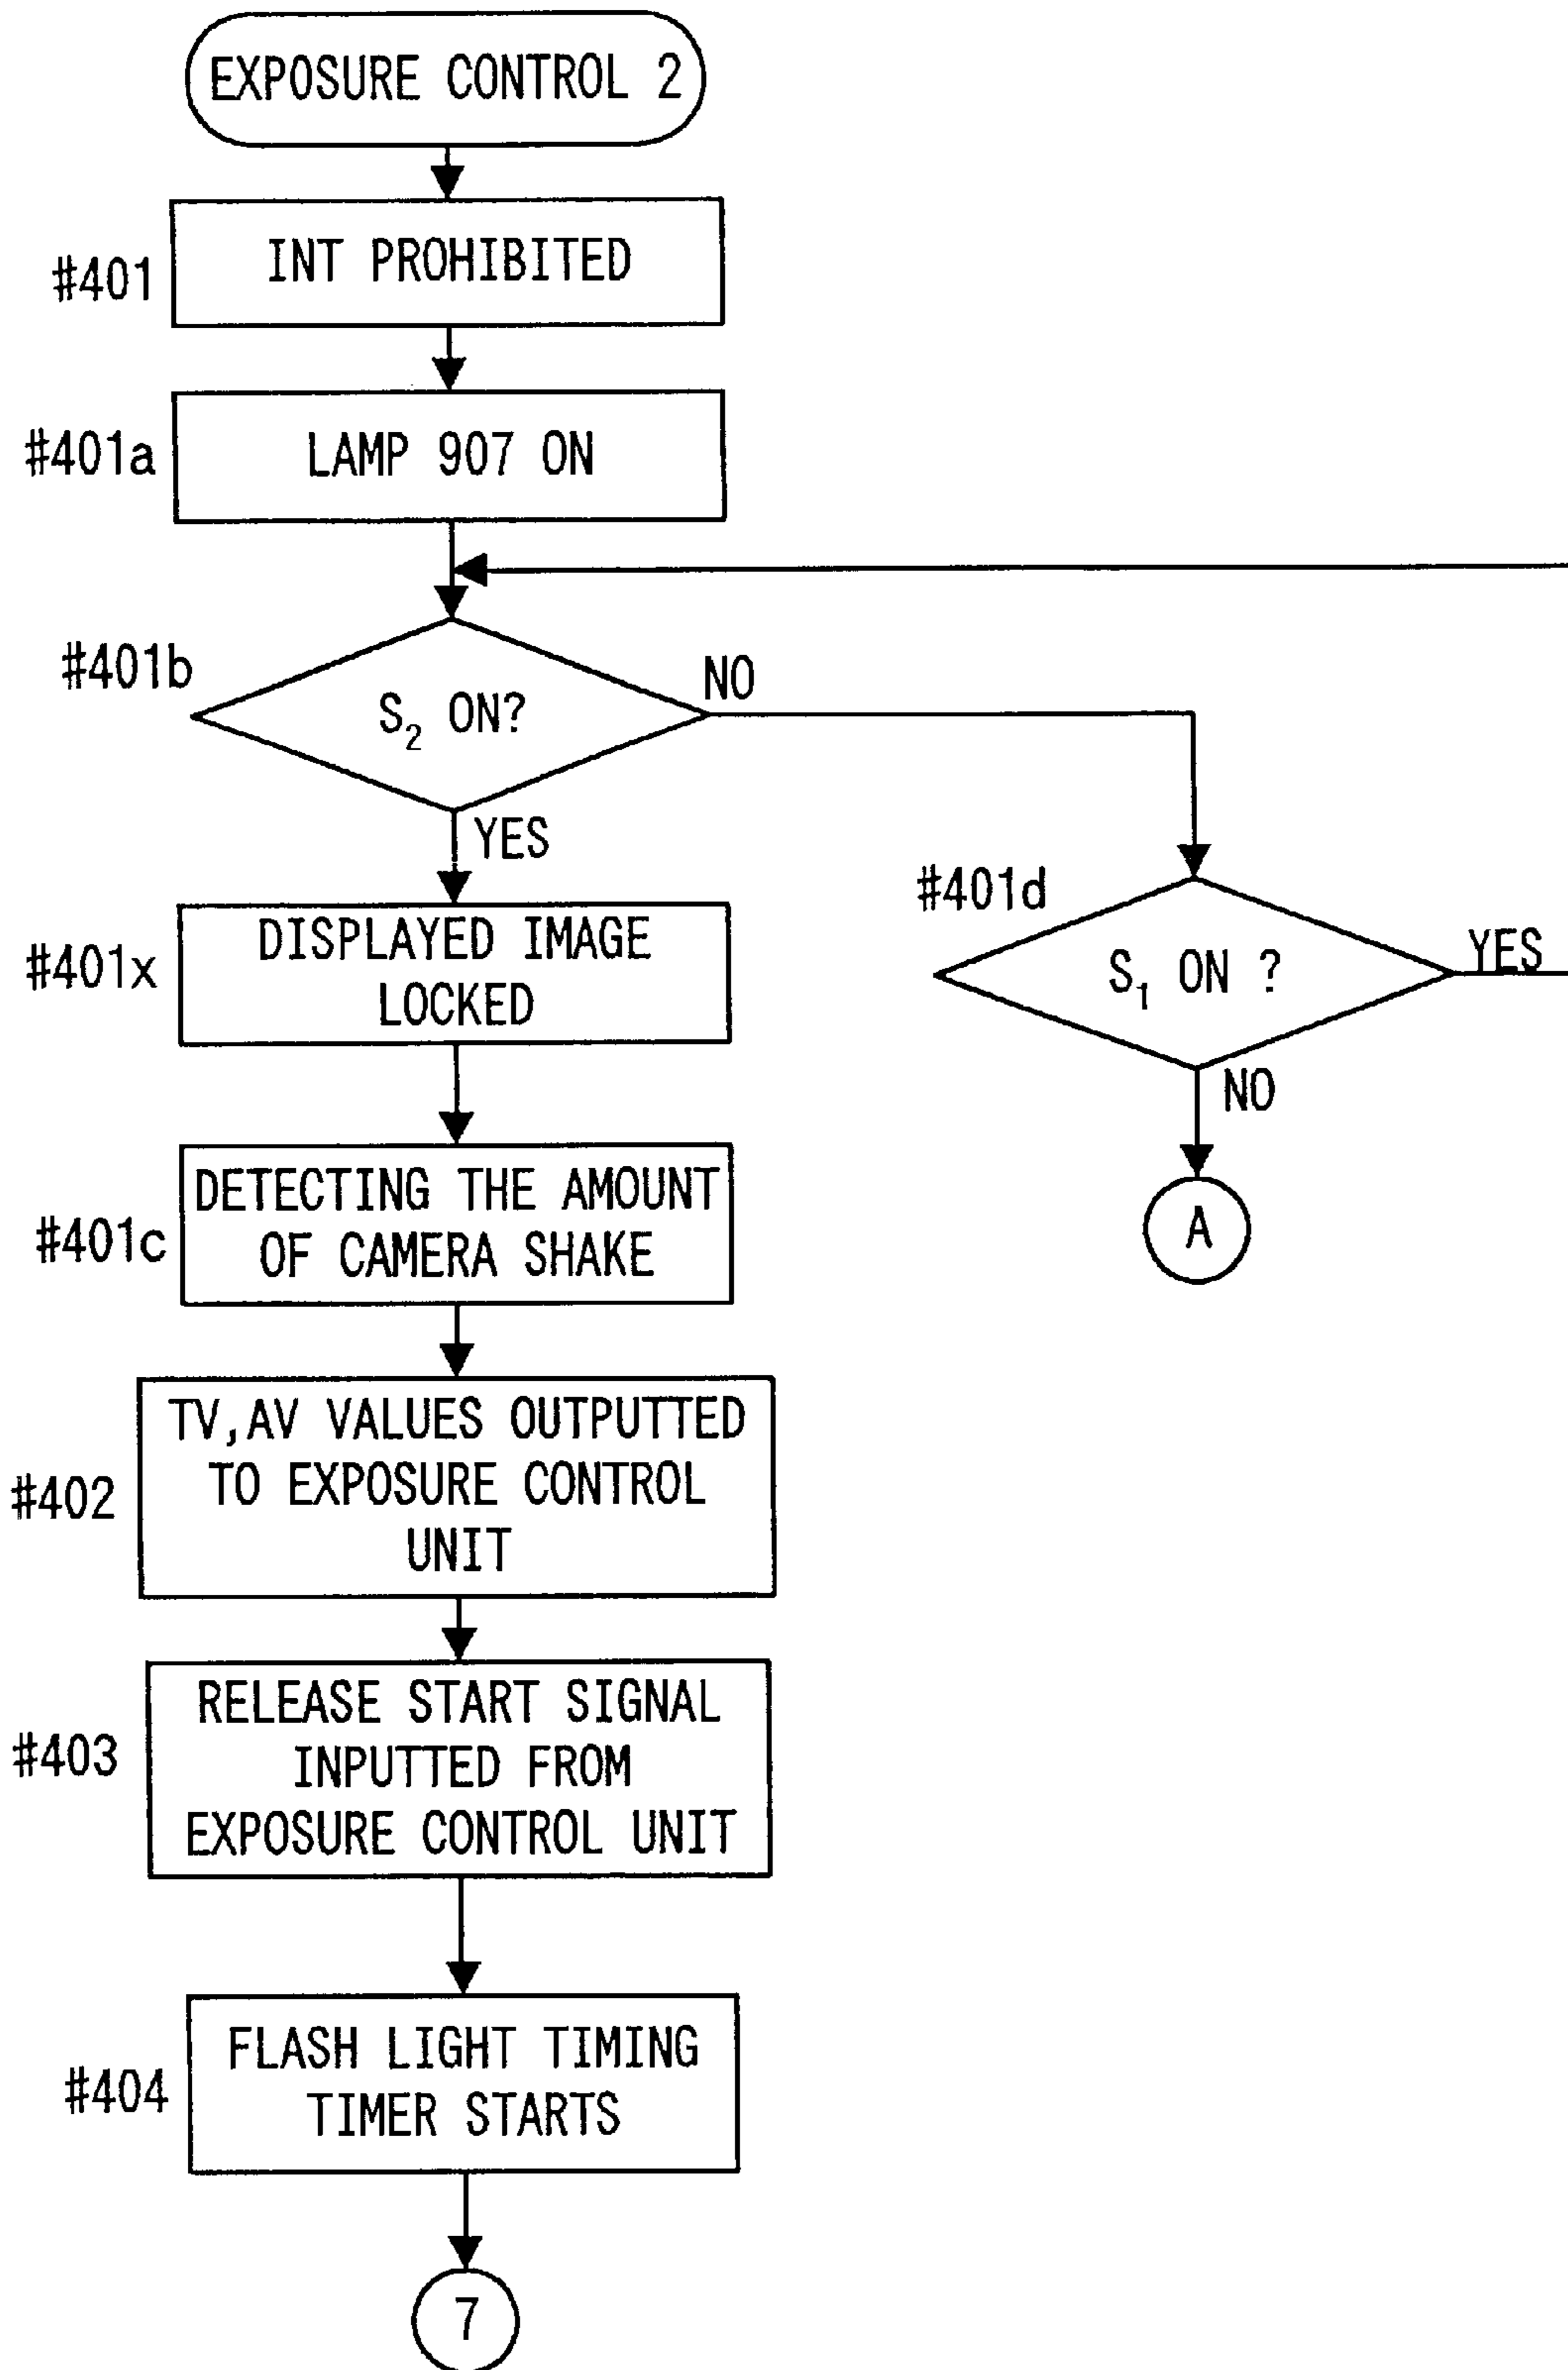 EXPOSURE CONTROL 2
#401
INT PROHIBITED
#401a
LAMP 907 ON
#401b
S₂ ON?
NO
YES
#401d
S₁ ON ?
YES
NO
A
#401x
DISPLAYED IMAGE
LOCKED
#401c
DETECTING THE AMOUNT
OF CAMERA SHAKE
#402
TV,AV VALUES OUTPUTTED
TO EXPOSURE CONTROL
UNIT
#403
RELEASE START SIGNAL
INPUTTED FROM
EXPOSURE CONTROL UNIT
#404
FLASH LIGHT TIMING
TIMER STARTS
7